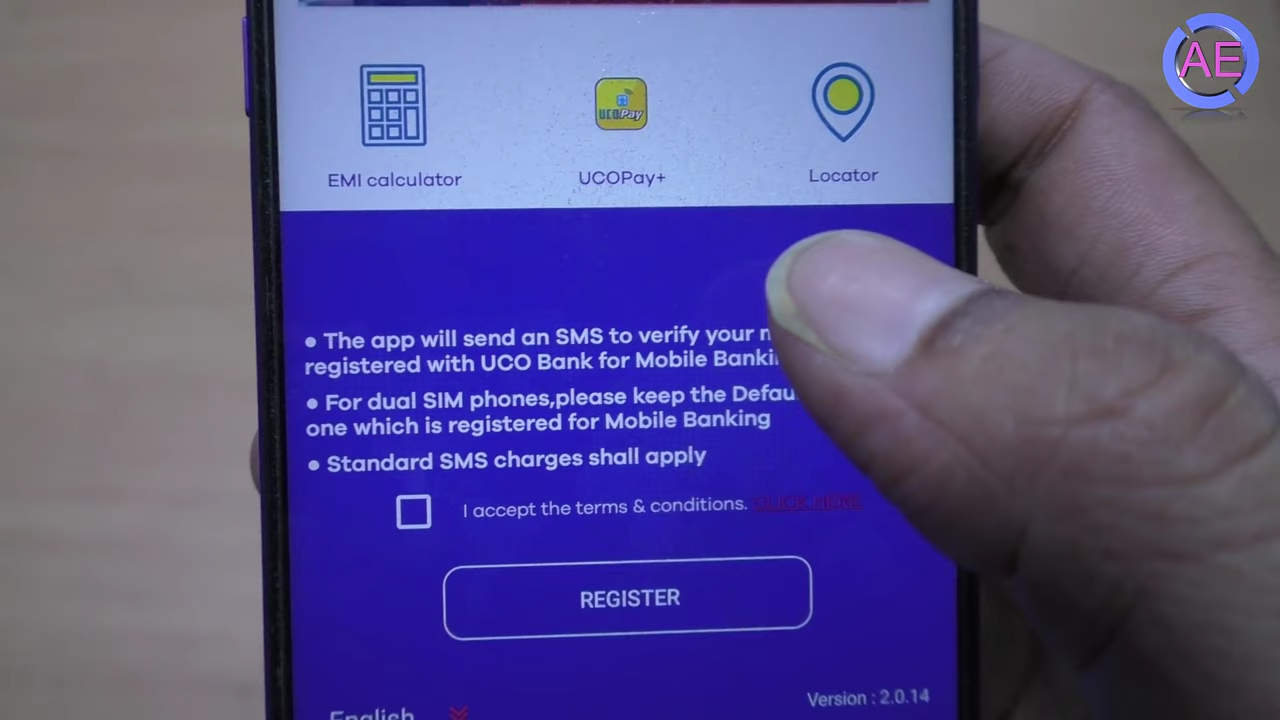 AE
UCOPay
EMI calculator
UCOPay+
Locator
• The app will send an SMS to verify your
registered with UCO Bank for Mobile
• For dual SIM phones,please keep the
one which is registered for Mobile Banking
• Standard SMS charges shall apply
I accept the terms & conditions. CLICK HERE
REGISTER
Version : 2.0.14
English